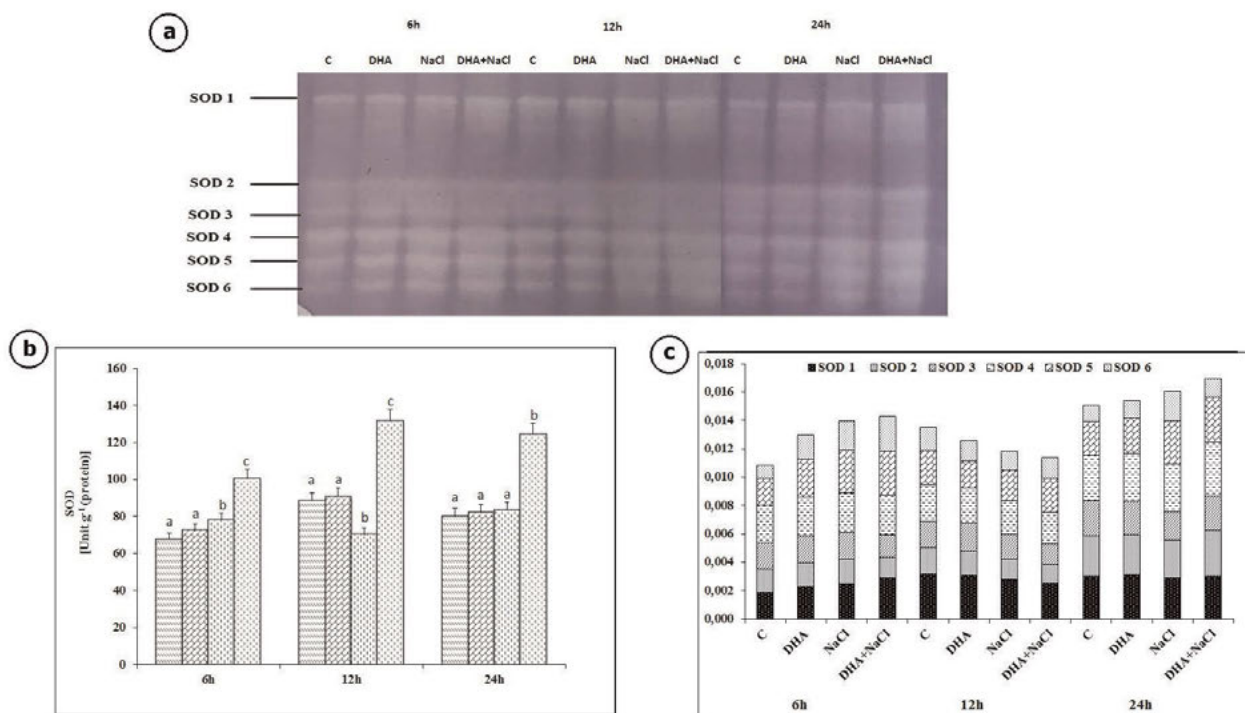 a
6h 12h 24h
C DHA NaCl DHA+NaCl C DHA NaCl DHA+NaCl C DHA NaCl DHA+NaCl
SOD 1
SOD 2
SOD 3
SOD 4
SOD 5
SOD 6
b
SOD
[Unit g-1(protein)]
160
140
120
100
80
60
40
20
0
a a b c
a a b c
a a a b
6h 12h 24h
c
SOD 1 SOD 2 SOD 3 SOD 4 SOD 5 SOD 6
0,018
0,016
0,014
0,012
0,010
0,008
0,006
0,004
0,002
0,000
C DHA NaCl DHA+NaCl C DHA NaCl DHA+NaCl C DHA NaCl DHA+NaCl
6h 12h 24h